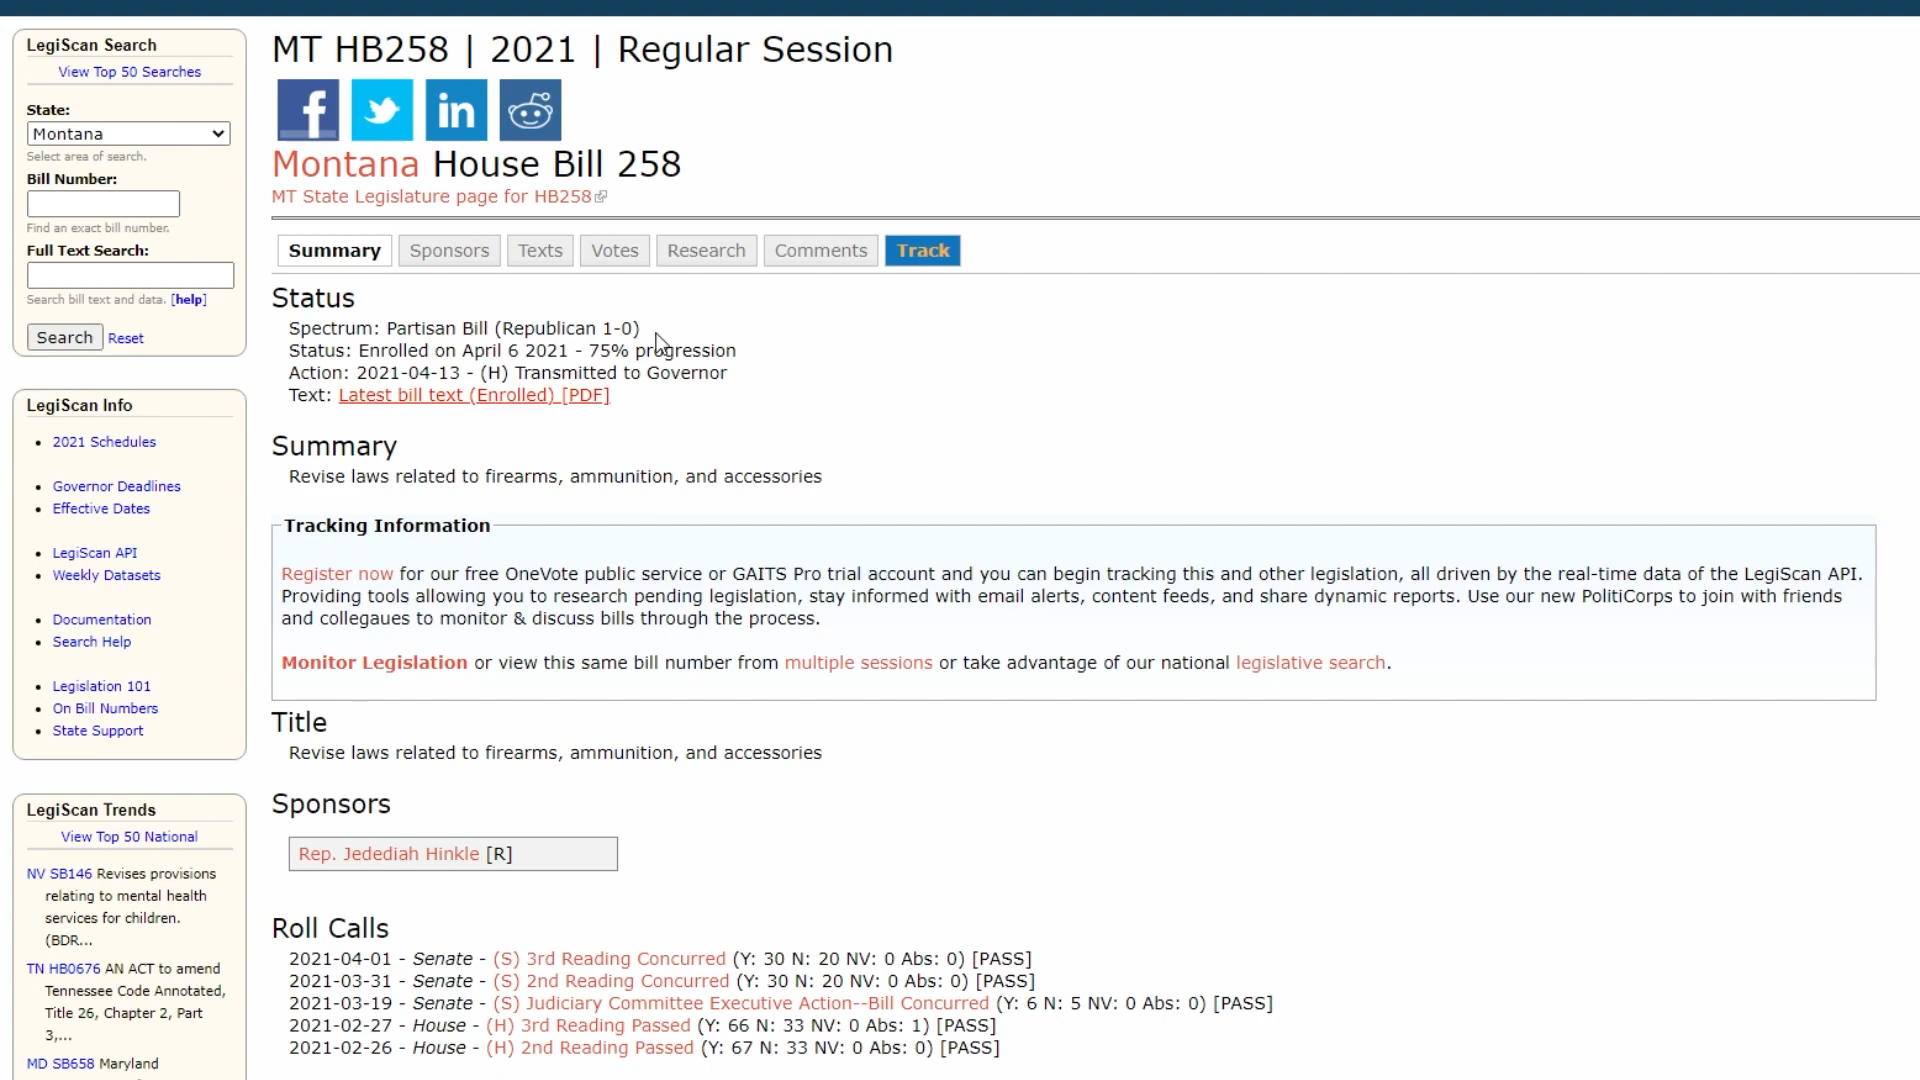 LegiScan Search
View Top 50 Searches
State:
Montana
Select area of search.
Bill Number:
Find an exact bill number.
Full Text Search:
Search bill text and data. [help]
Search Reset
LegiScan Info
2021 Schedules
Governor Deadlines
Effective Dates
LegiScan API
Weekly Datasets
Documentation
Search Help
Legislation 101
On Bill Numbers
State Support
LegiScan Trends
View Top 50 National
NV SB146 Revises provisions
relating to mental health
services for children.
(BDR...
TN HB0676 AN ACT to amend
Tennessee Code Annotated,
Title 26, Chapter 2, Part
3,...
MD SB658 Maryland
MT HB258 | 2021 | Regular Session
f in
Montana House Bill 258
MT State Legislature page for HB258
Summary Sponsors Texts Votes Research Comments Track
Status
Spectrum: Partisan Bill (Republican 1-0)
Status: Enrolled on April 6 2021 - 75% progression
Action: 2021-04-13 - (H) Transmitted to Governor
Text: Latest bill text (Enrolled) [PDF]
Summary
Revise laws related to firearms, ammunition, and accessories
Tracking Information
Register now for our free OneVote public service or GAITS Pro trial account and you can begin tracking this and other legislation, all driven by the real-time data of the LegiScan API.
Providing tools allowing you to research pending legislation, stay informed with email alerts, content feeds, and share dynamic reports. Use our new PolitiCorps to join with friends
and collegaues to monitor & discuss bills through the process.
Monitor Legislation or view this same bill number from multiple sessions or take advantage of our national legislative search.
Title
Revise laws related to firearms, ammunition, and accessories
Sponsors
Rep. Jedediah Hinkle [R]
Roll Calls
2021-04-01 - Senate - (S) 3rd Reading Concurred (Y: 30 N: 20 NV: 0 Abs: 0) [PASS]
2021-03-31 - Senate - (S) 2nd Reading Concurred (Y: 30 N: 20 NV: 0 Abs: 0) [PASS]
2021-03-19 - Senate - (S) Judiciary Committee Executive Action--Bill Concurred (Y: 6 N: 5 NV: 0 Abs: 0) [PASS]
2021-02-27 - House - (H) 3rd Reading Passed (Y: 66 N: 33 NV: 0 Abs: 1) [PASS]
2021-02-26 - House - (H) 2nd Reading Passed (Y: 67 N: 33 NV: 0 Abs: 0) [PASS]